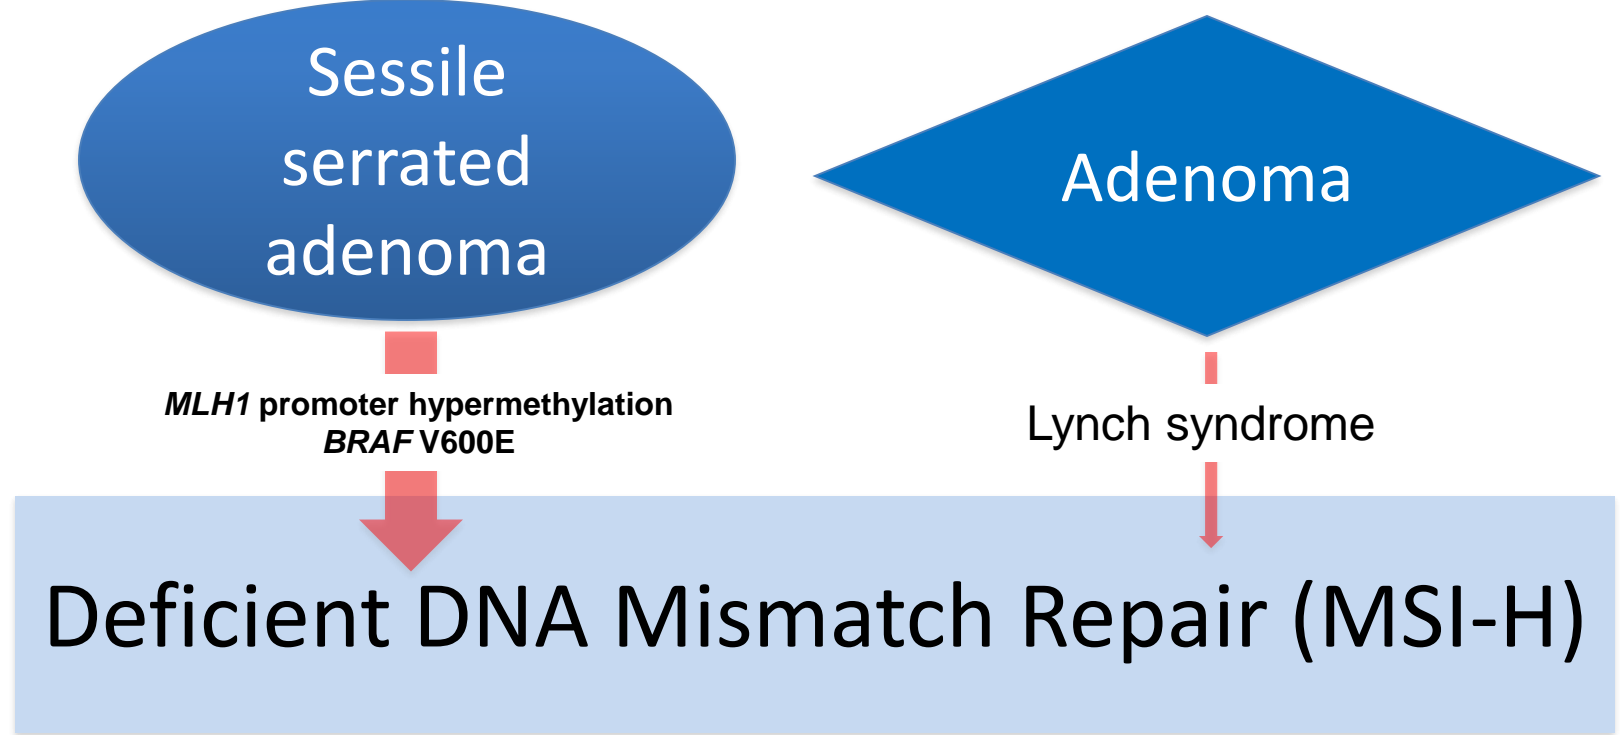 Sessile
serrated
adenoma
Adenoma
MLH1 promoter hypermethylation
BRAF V600E
Lynch syndrome
Deficient DNA Mismatch Repair (MSI-H)